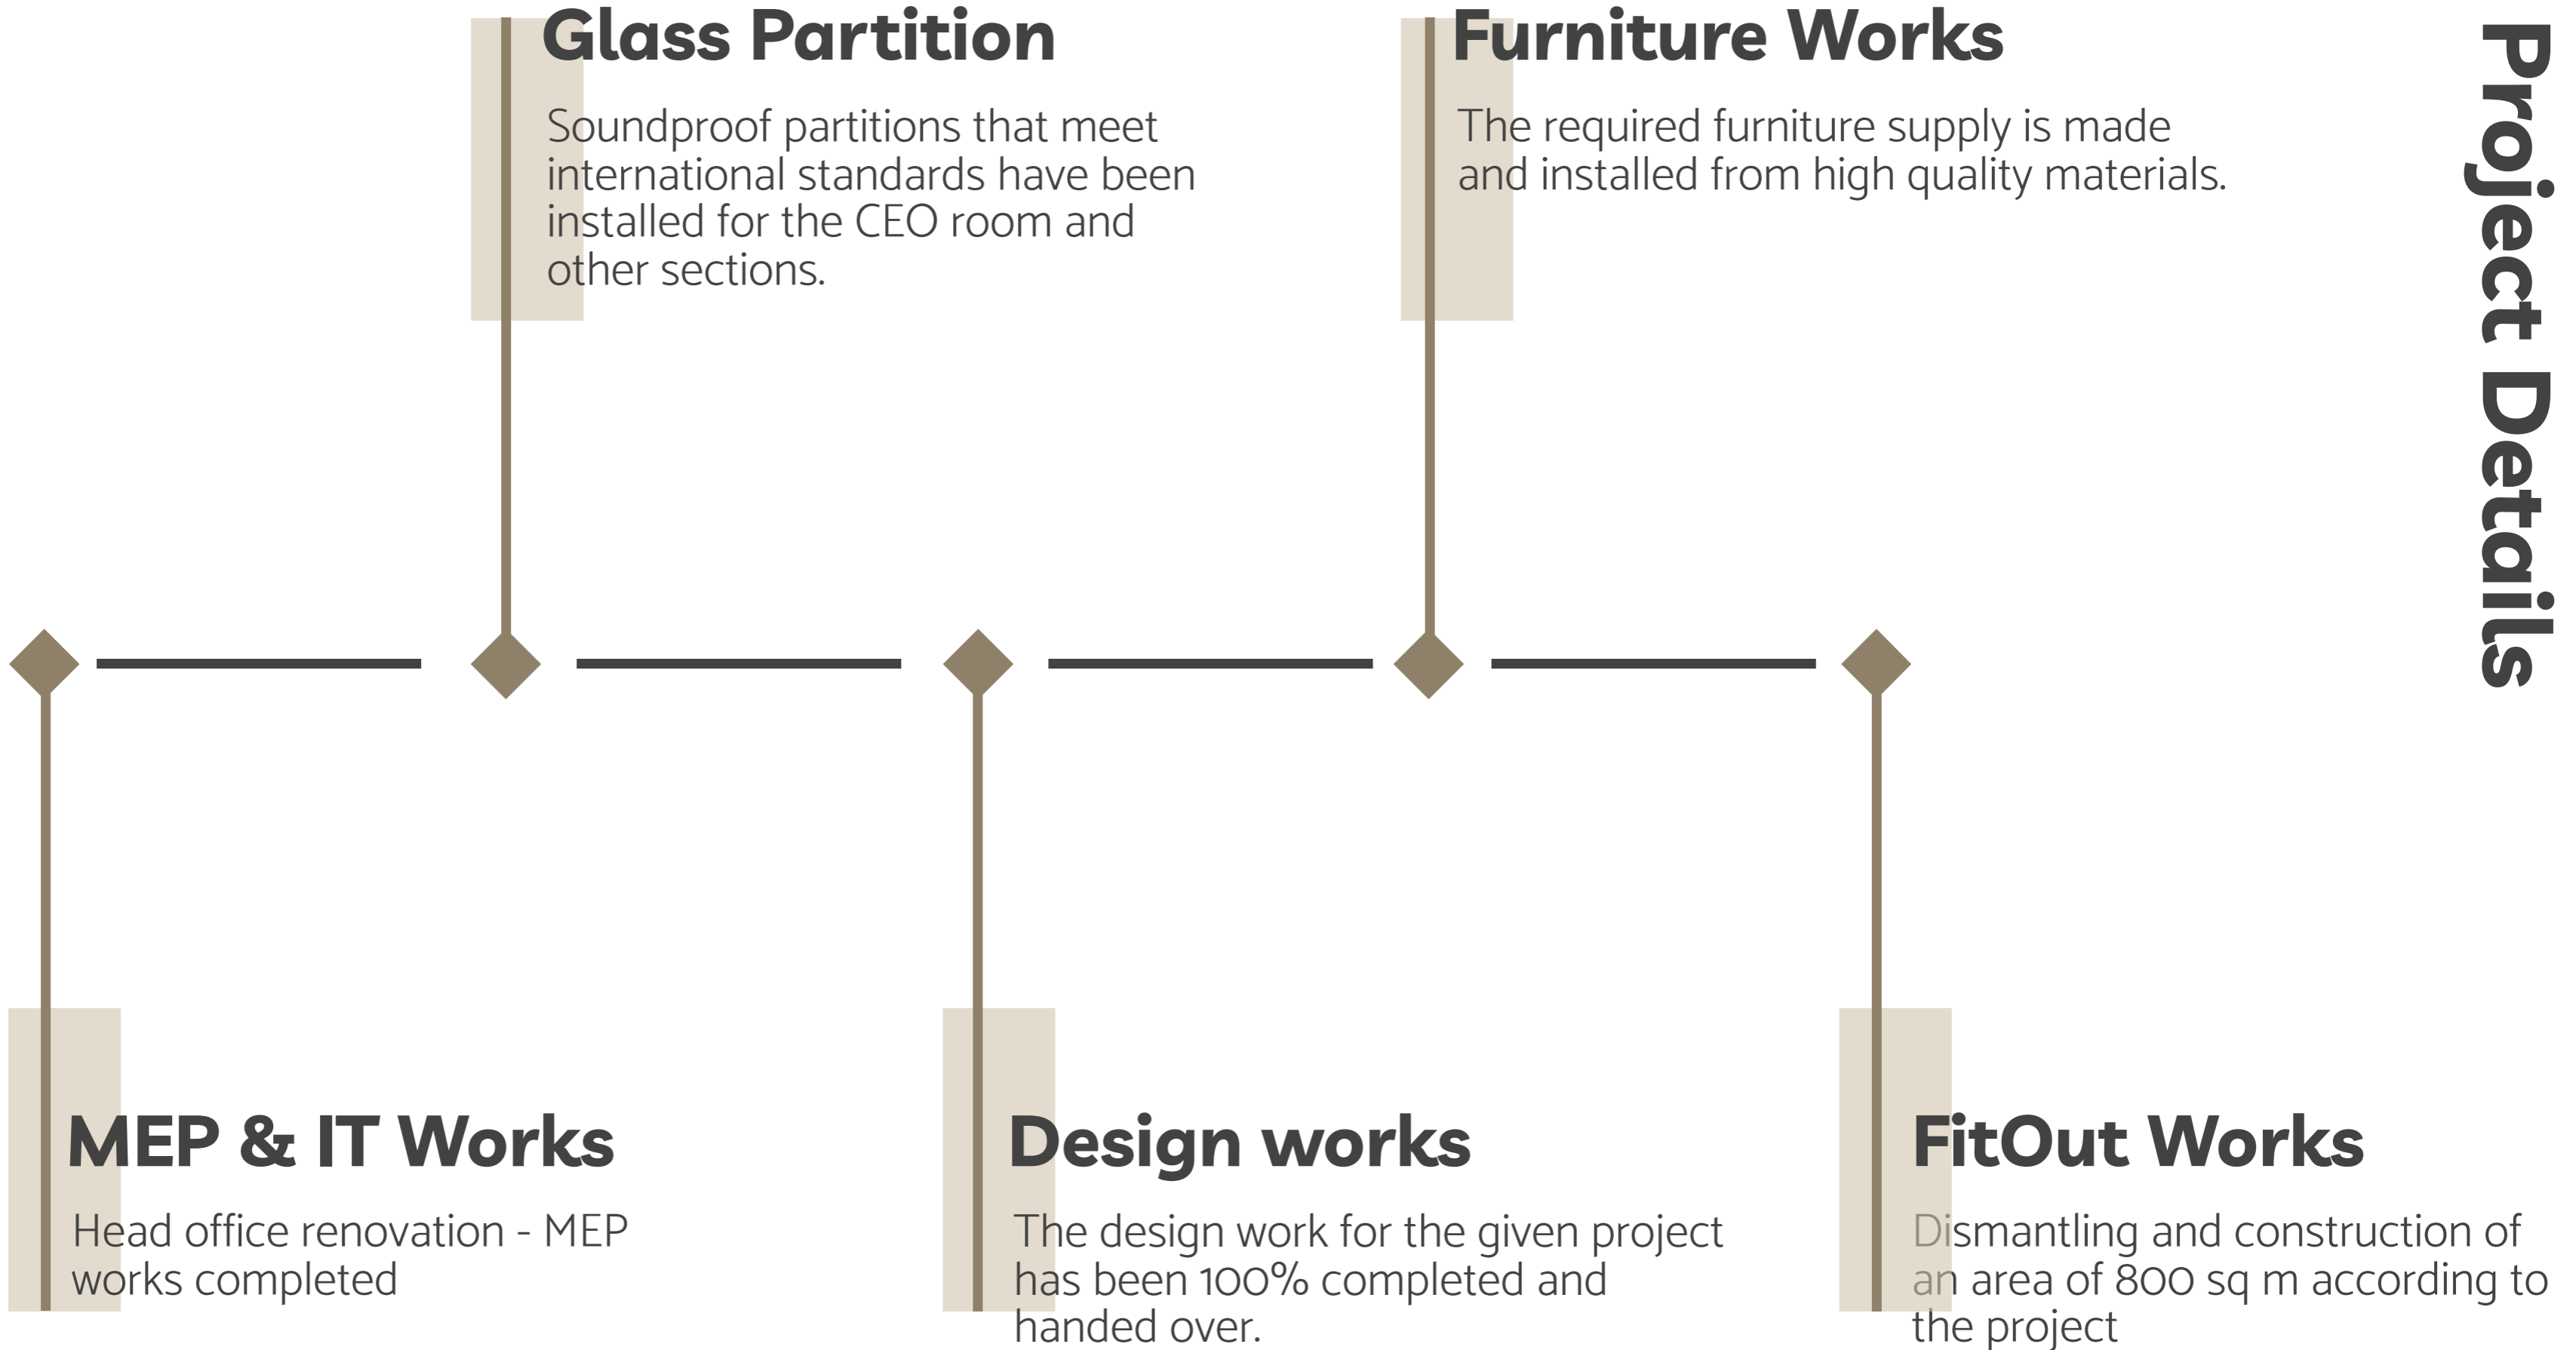 Project Details
Glass Partition
Soundproof partitions that meet
international standards have been
installed for the CEO room and
other sections.
Furniture Works
The required furniture supply is made
and installed from high quality materials.
MEP & IT Works
Head office renovation - MEP
works completed
Design works
The design work for the given project
has been 100% completed and
handed over.
FitOut Works
Dismantling and construction of
an area of 800 sq m according to
the project